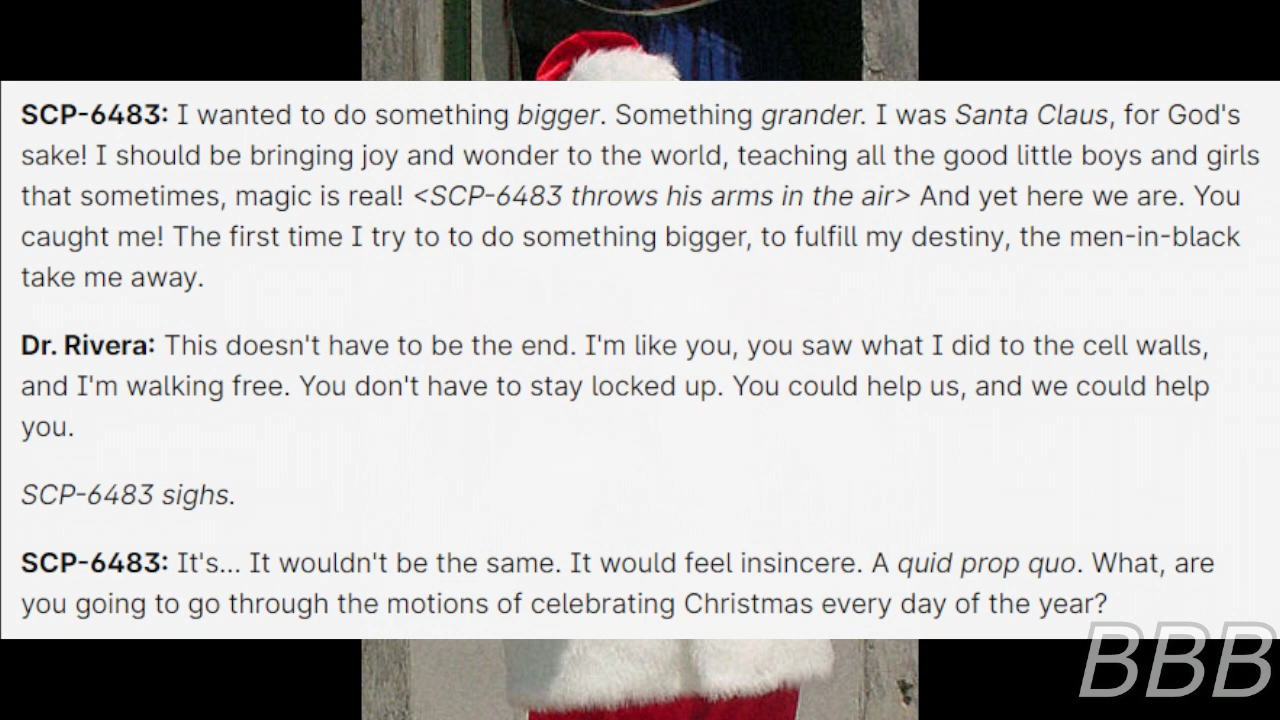 SCP-6483: I wanted to do something bigger. Something grander. I was Santa Claus, for God's
sake! I should be bringing joy and wonder to the world, teaching all the good little boys and girls
that sometimes, magic is real! <SCP-6483 throws his arms in the air> And yet here we are. You
caught me! The first time I try to to do something bigger, to fulfill my destiny, the men-in-black
take me away.
Dr. Rivera: This doesn't have to be the end. I'm like you, you saw what I did to the cell walls,
and I'm walking free. You don't have to stay locked up. You could help us, and we could help
you.
SCP-6483 sighs.
SCP-6483: It's... It wouldn't be the same. It would feel insincere. A quid prop quo. What, are
you going to go through the motions of celebrating Christmas every day of the year?
BBB